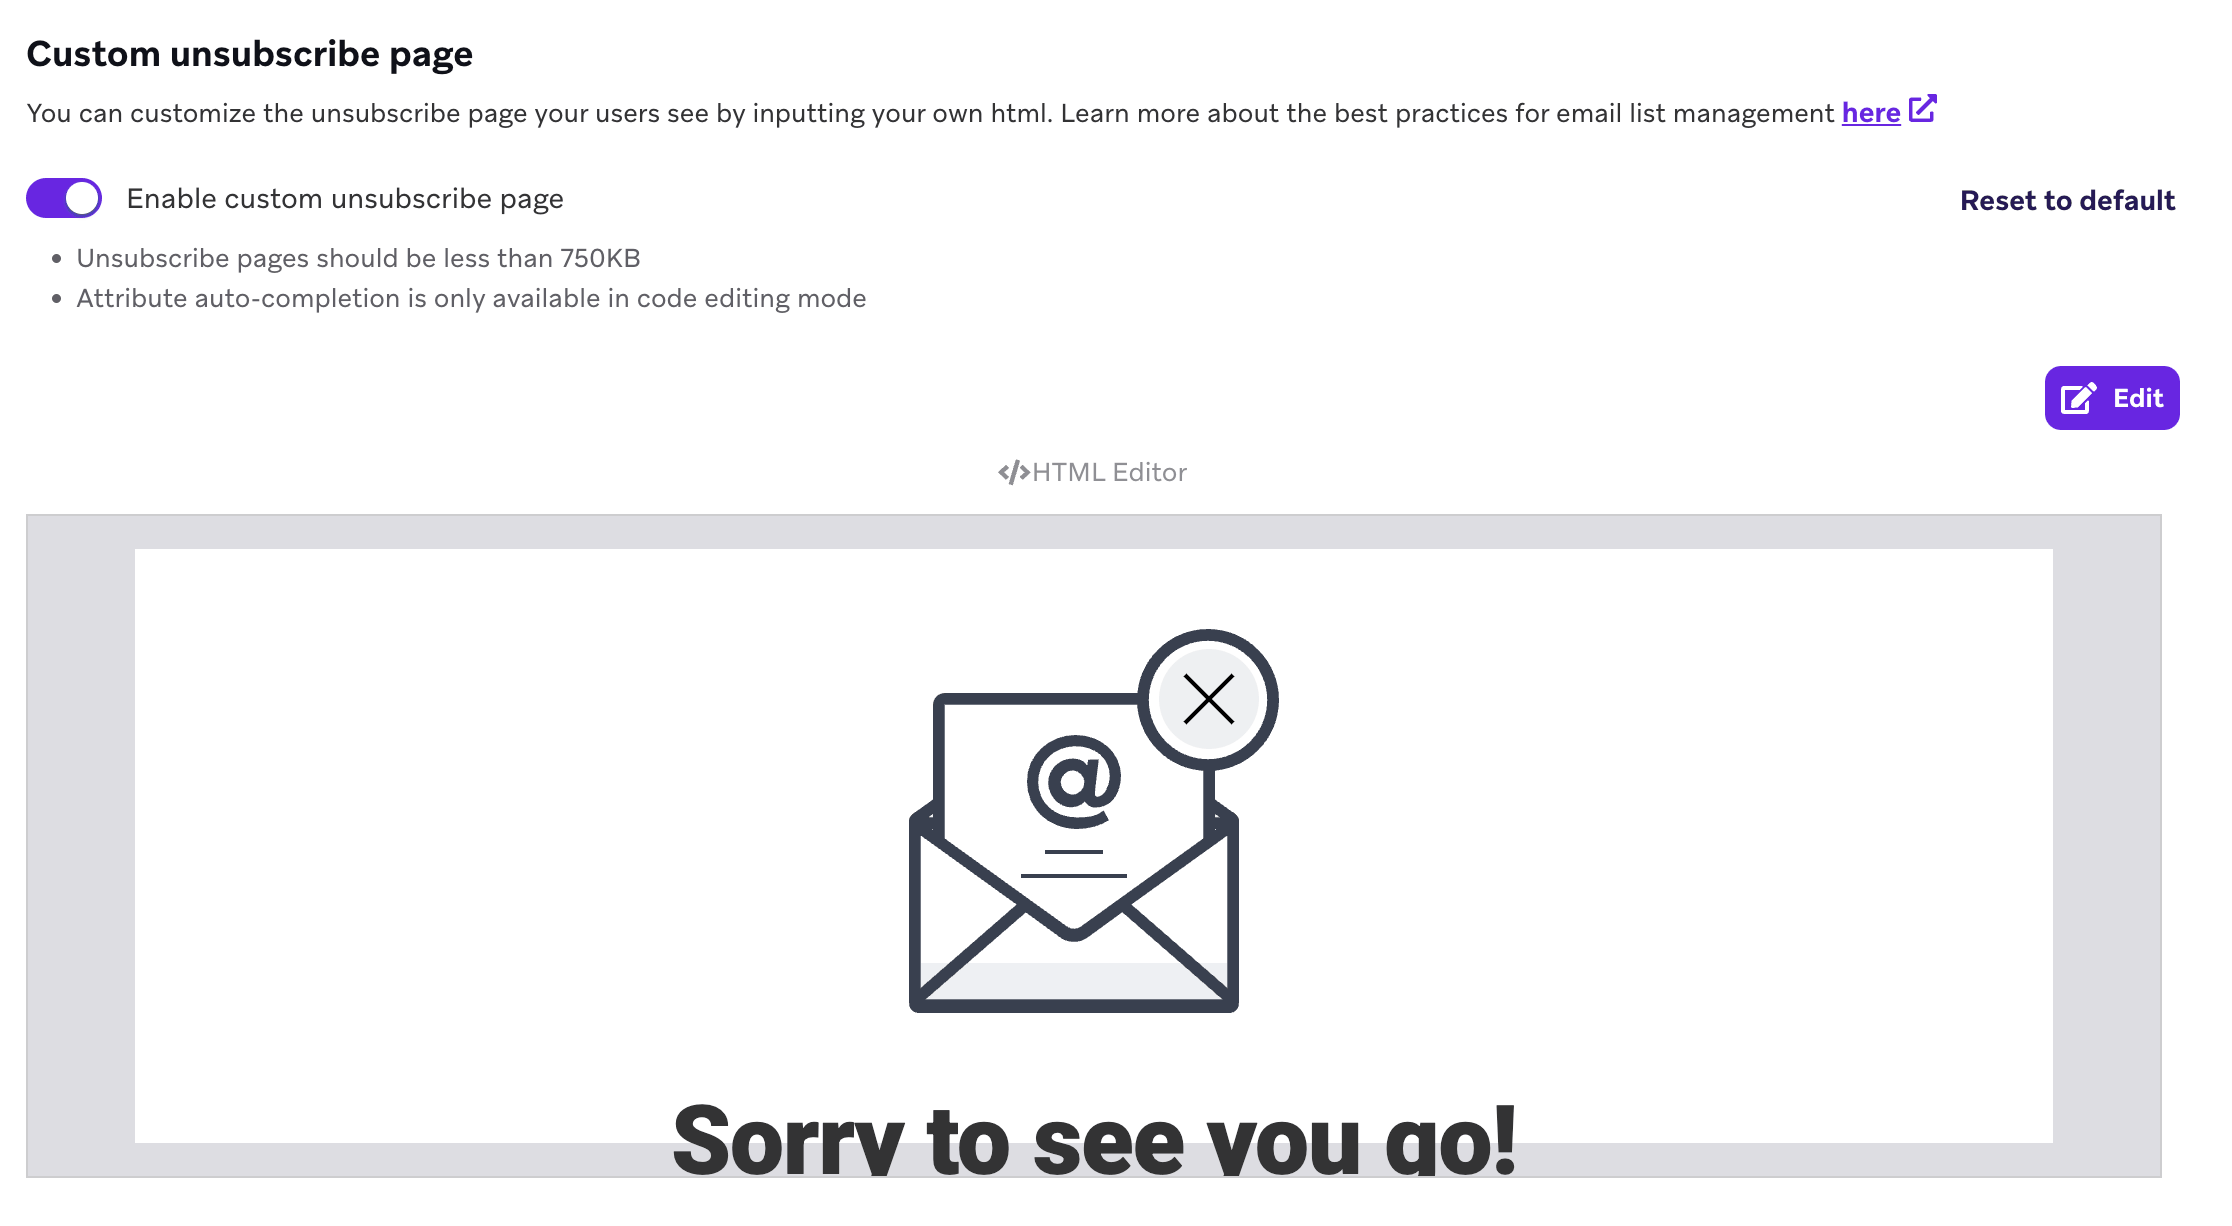 Custom unsubscribe page
You can customize the unsubscribe page your users see by inputting your own html. Learn more about the best practices for email list management here
Enable custom unsubscribe page
Reset to default
• Unsubscribe pages should be less than 750KB
• Attribute auto-completion is only available in code editing mode
Edit
</>HTML Editor
@
Sorry to see you go!